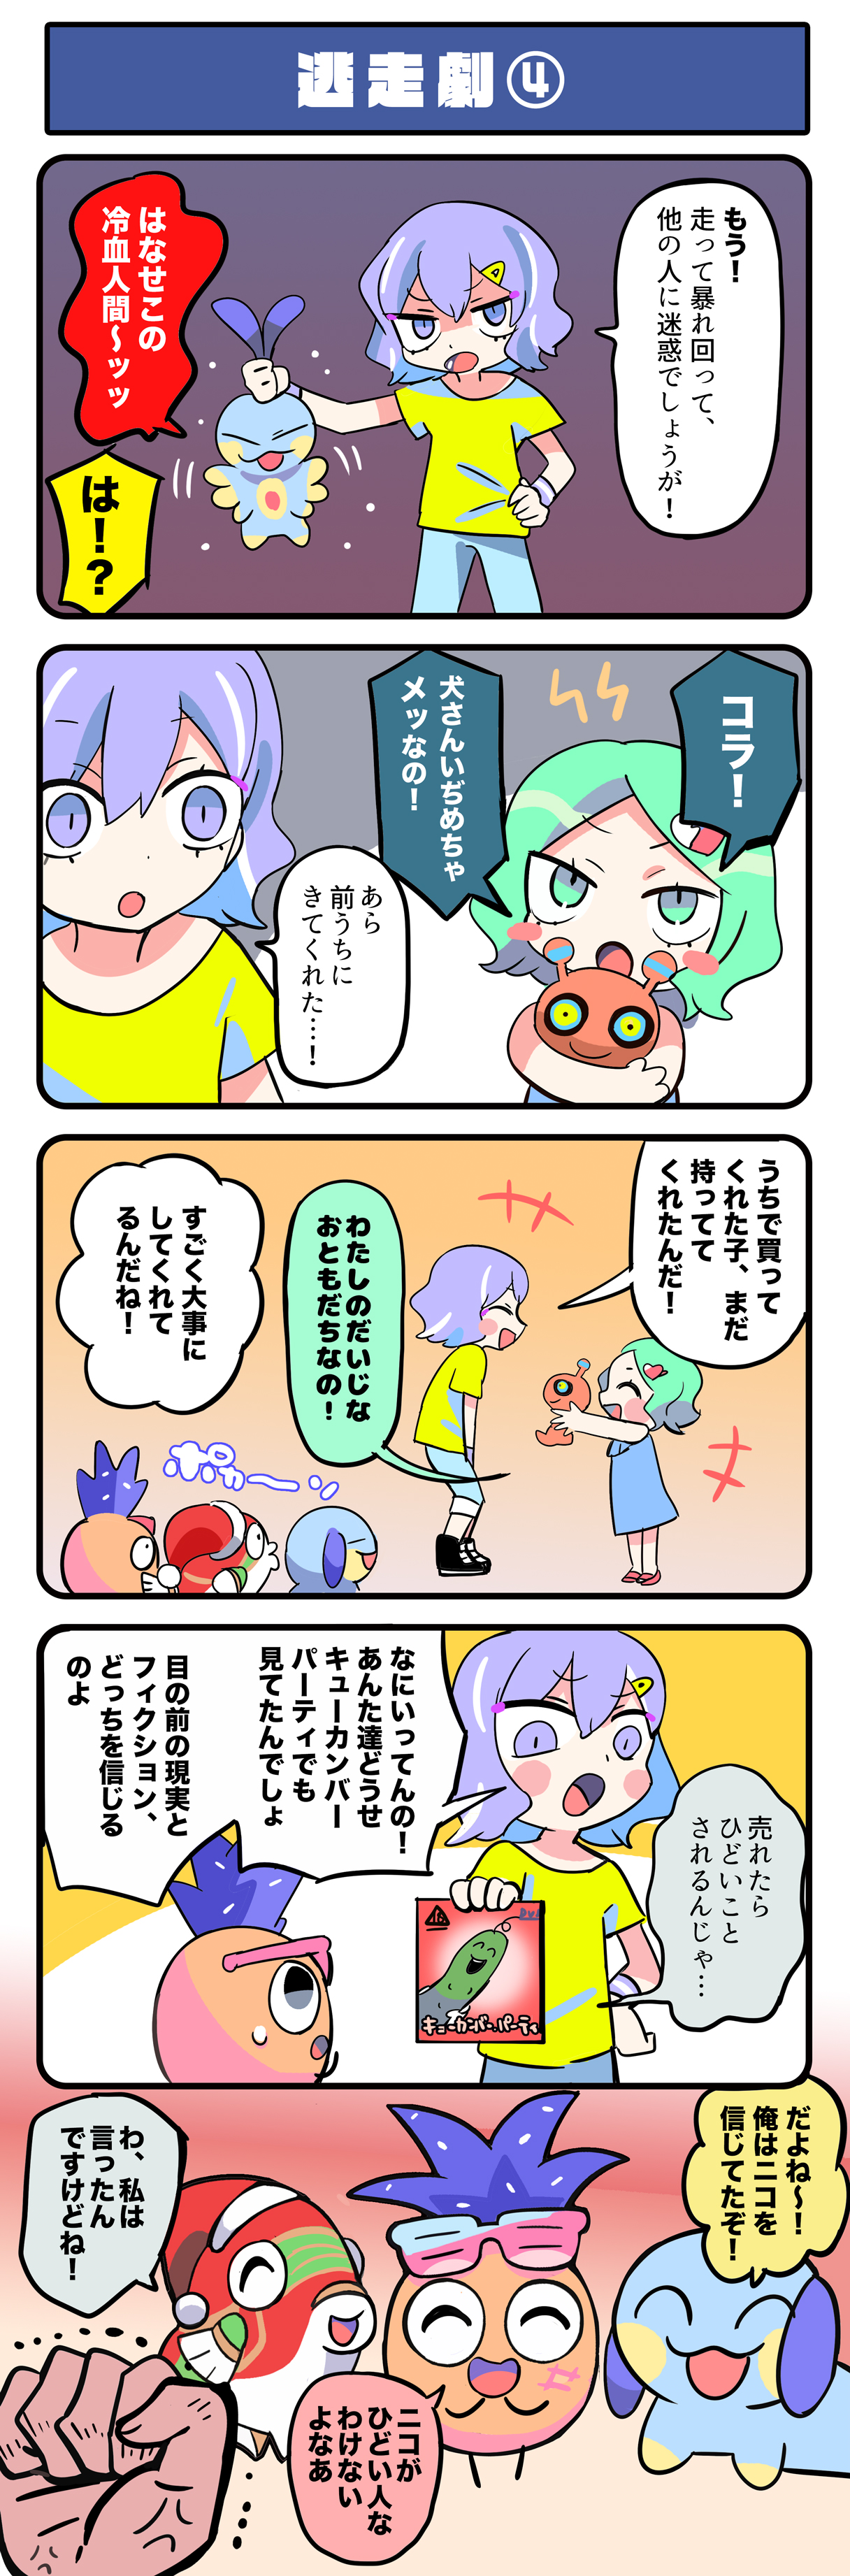 逃走劇④
もう！
走って暴れ回って、
他の人に迷惑でしょうが！
はなせこの
冷血人間～ッッ
は！？
コラ！
犬さんいぢめちゃ
メッなの！
あら
前うちに
きてくれた…！
うちで買って
くれた子、まだ
持ってて
くれたんだ！
わたしのだいじな
おともだちなの！
すごく大事に
してくれて
るんだね！
ポカーーン
売れたら
ひどいこと
されるんじゃ…
なにいってんの！
あんた達どうせ
キューカンバー
パーティでも
見てたんでしょ
目の前の現実と
フィクション、
どっちを信じる
のよ
18
DVD
キューカンバーパーティ
だよね～！
俺はニコを
信じてたぞ！
ニコが
ひどい人な
わけない
よなあ
わ、私は
言ったん
ですけどね！